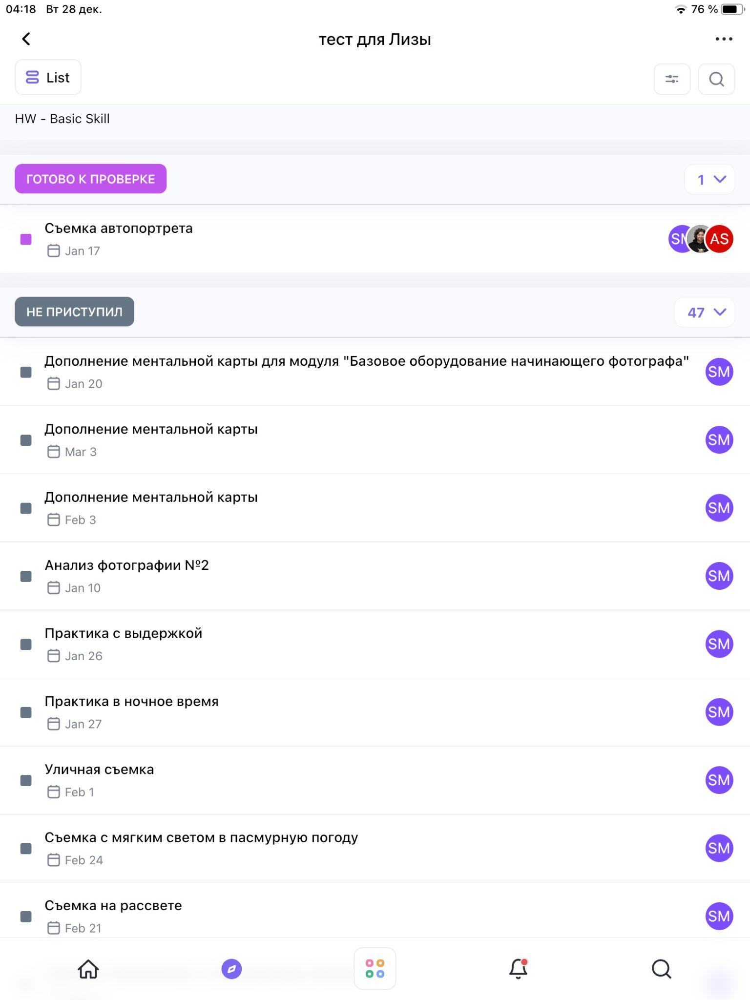 04:18 Вт 28 дек. 76 %
тест для Лизы
List
HW - Basic Skill
ГОТОВО К ПРОВЕРКЕ 1
Съемка автопортрета
Jan 17
AS
НЕ ПРИСТУПИЛ 47
Дополнение ментальной карты для модуля "Базовое оборудование начинающего фотографа"
Jan 20
SM
Дополнение ментальной карты
Mar 3
SM
Дополнение ментальной карты
Feb 3
SM
Анализ фотографии №2
Jan 10
SM
Практика с выдержкой
Jan 26
SM
Практика в ночное время
Jan 27
SM
Уличная съемка
Feb 1
SM
Съемка с мягким светом в пасмурную погоду
Feb 24
SM
Съемка на рассвете
Feb 21
SM